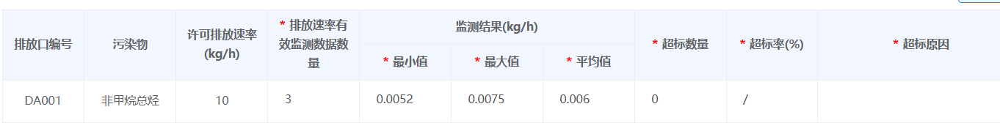 排放口编号
污染物
许可排放速率
(kg/h)
* 排放速率有
效监测数据数
量
监测结果(kg/h)
* 最小值
* 最大值
* 平均值
* 超标数量
* 超标率(%)
* 超标原因
DA001
非甲烷总烃
10
3
0.0052
0.0075
0.006
0
/